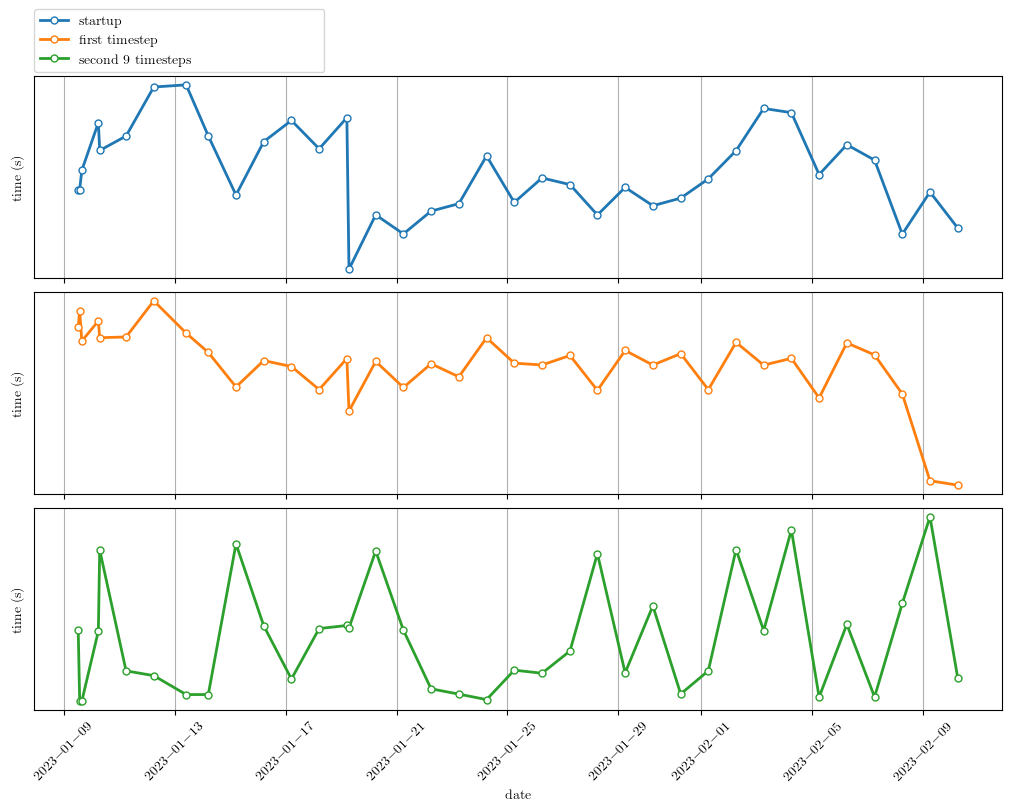 startup
first timestep
second 9 timesteps
time (s)
time (s)
time (s)
2023−01−09
2023−01−13
2023−01−17
2023−01−21
2023−01−25
2023−01−29
2023−02−01
2023−02−05
2023−02−09
date